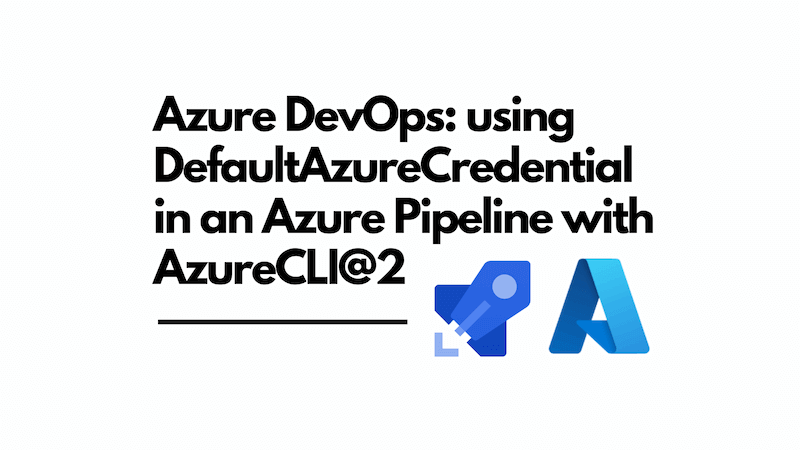 Azure DevOps: using
DefaultAzureCredential
in an Azure Pipeline with
AzureCLI@2